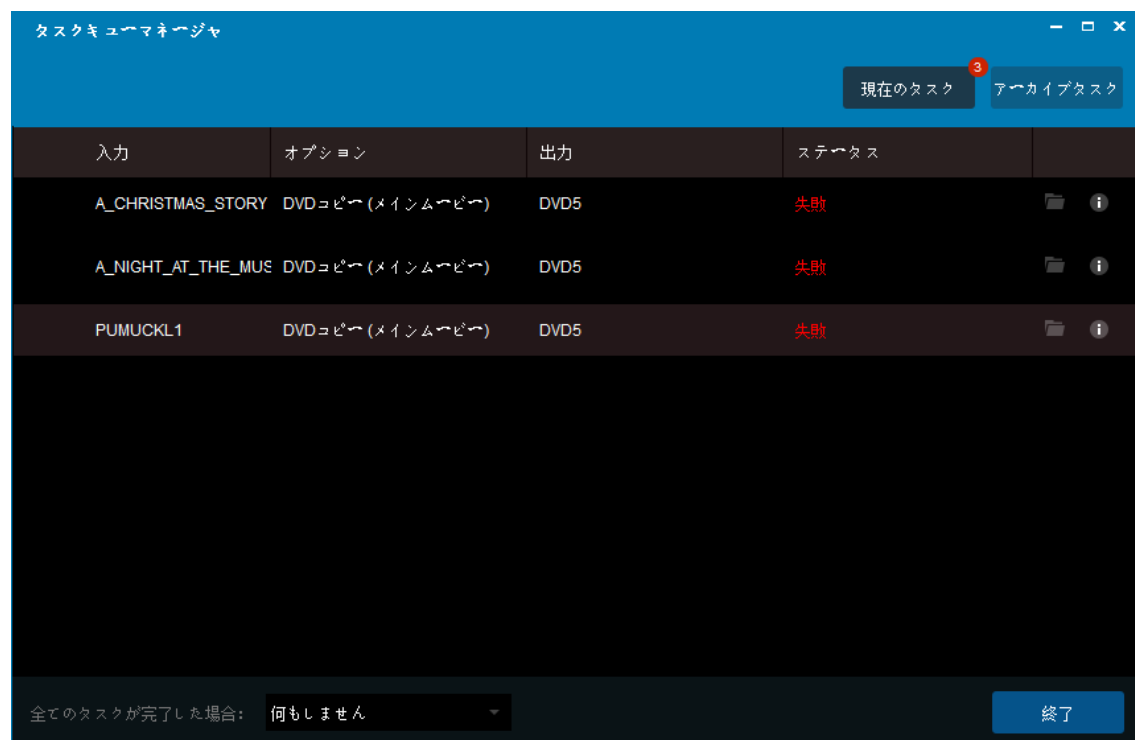 タスクキューマネージャ
3
現在のタスク アーカイブタスク
入力 オプション 出力 ステータス
A_CHRISTMAS_STORY DVDコピー (メインムービー) DVD5 失敗
A_NIGHT_AT_THE_MUS DVDコピー (メインムービー) DVD5 失敗
PUMUCKL1 DVDコピー (メインムービー) DVD5 失敗
全てのタスクが完了した場合: 何もしません 終了